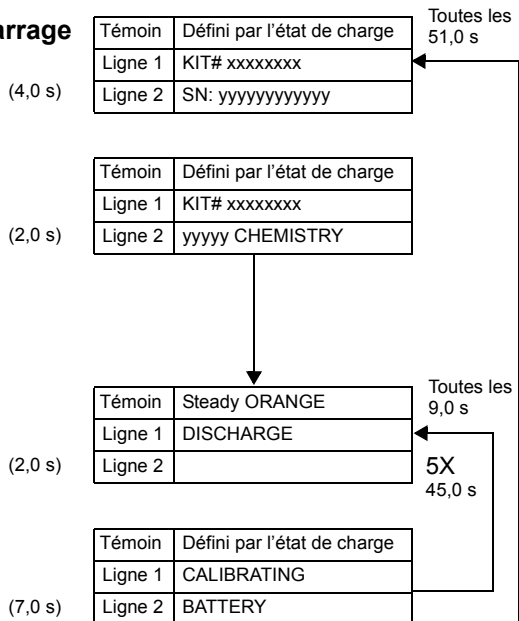 Toutes les
51,0 s
Témoin Défini par l'état de charge
Ligne 1 KIT# xxxxxxxx
(4,0 s) Ligne 2 SN: yyyyyyyyyyyy
Témoin Défini par l'état de charge
Ligne 1 KIT# xxxxxxxx
(2,0 s) Ligne 2 yyyyy CHEMISTRY
Toutes les
9,0 s
Témoin Steady ORANGE
Ligne 1 DISCHARGE
(2,0 s) Ligne 2
5X
45,0 s
Témoin Défini par l'état de charge
Ligne 1 CALIBRATING
(7,0 s) Ligne 2 BATTERY